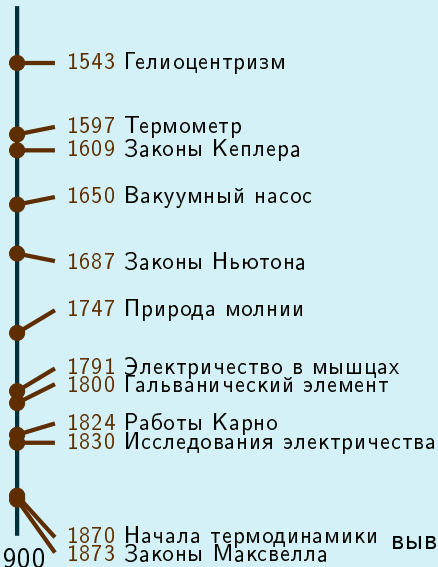 1543 Гелиоцентризм
1597 Термометр
1609 Законы Кеплера
1650 Вакуумный насос
1687 Законы Ньютона
1747 Природа молнии
1791 Электричество в мышцах
1800 Гальванический элемент
1824 Работы Карно
1830 Исследования электричества
1870 Начала термодинамики выв
1873 Законы Максвелла
900